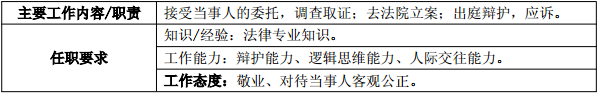 主要工作内容/职责 接受当事人的委托，调查取证；去法院立案；出庭辩护，应诉。
任职要求
知识/经验：法律专业知识。
工作能力：辩护能力、逻辑思维能力、人际交往能力。
工作态度：敬业、对待当事人客观公正。